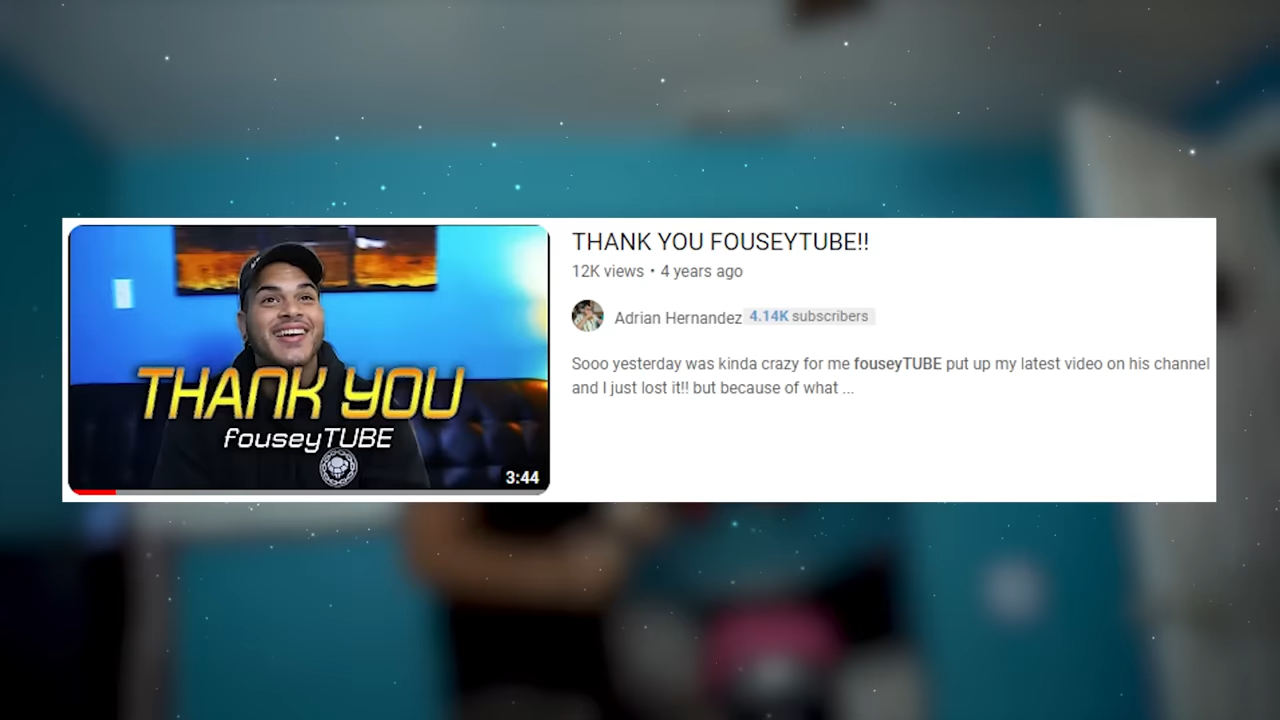 THANK YOU
fouseyTUBE
3:44
THANK YOU FOUSEYTUBE!!
12K views • 4 years ago
Adrian Hernandez 4.14K subscribers
Sooo yesterday was kinda crazy for me fouseyTUBE put up my latest video on his channel
and I just lost it!! but because of what ...